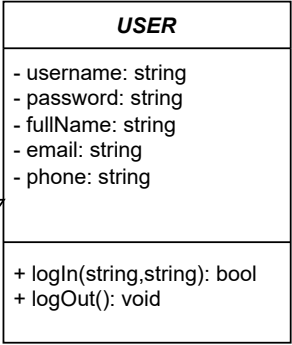 USER
- username: string
- password: string
- fullName: string
- email: string
- phone: string
+ logIn(string,string): bool
+ logOut(): void